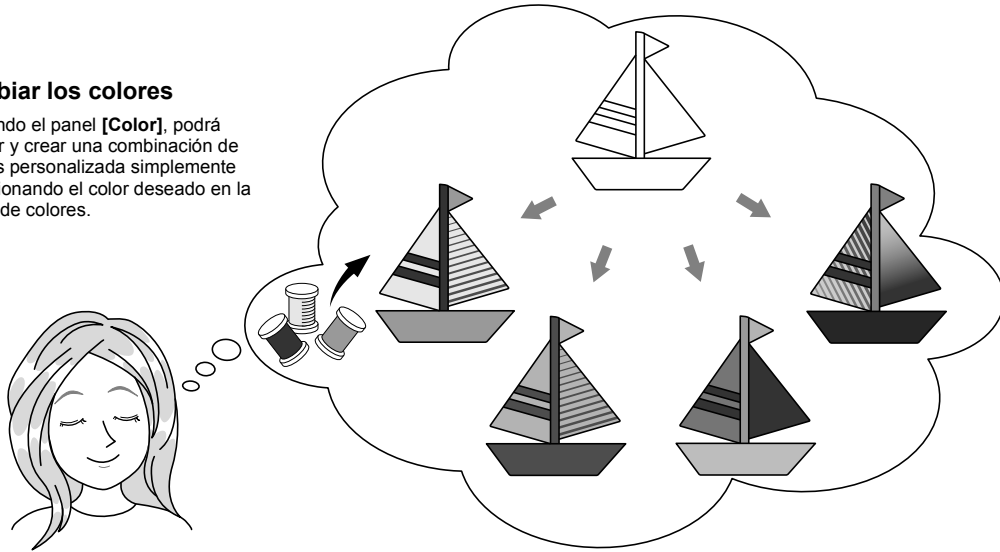 biar los colores
ndo el panel [Color], podrá
r y crear una combinación de
s personalizada simplemente
ionando el color deseado en la
de colores.